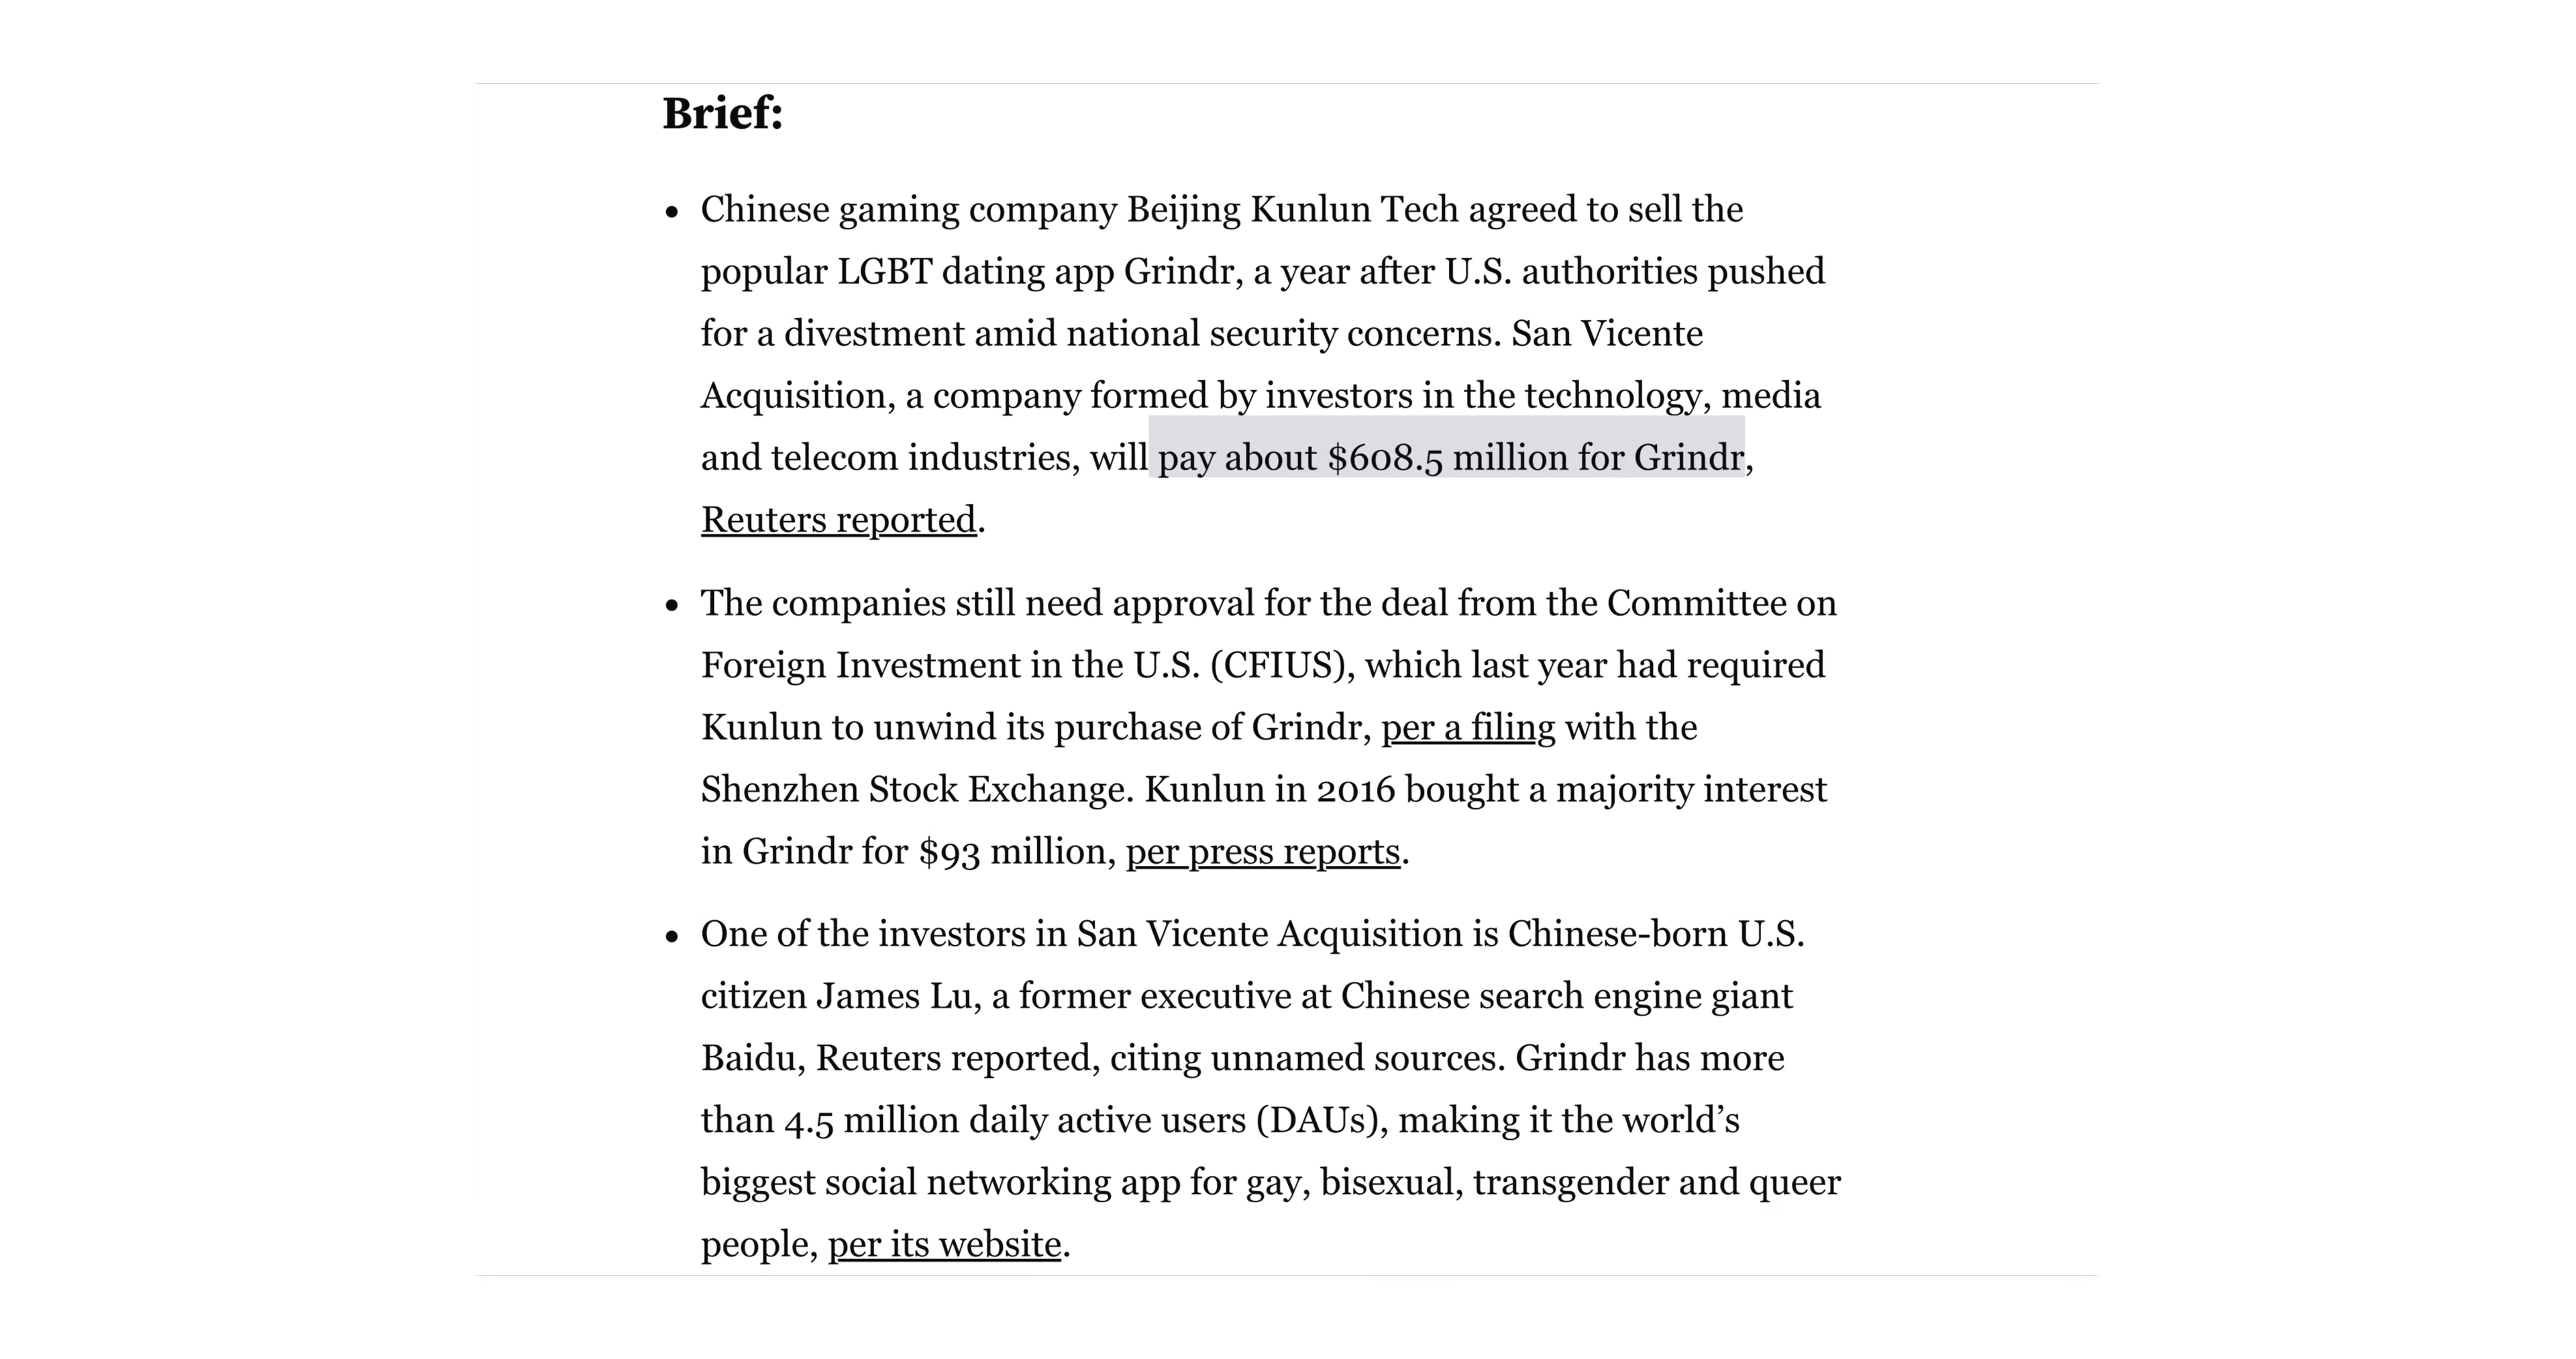 Brief:
• Chinese gaming company Beijing Kunlun Tech agreed to sell the
popular LGBT dating app Grindr, a year after U.S. authorities pushed
for a divestment amid national security concerns. San Vicente
Acquisition, a company formed by investors in the technology, media
and telecom industries, will pay about $608.5 million for Grindr,
Reuters reported.
• The companies still need approval for the deal from the Committee on
Foreign Investment in the U.S. (CFIUS), which last year had required
Kunlun to unwind its purchase of Grindr, per a filing with the
Shenzhen Stock Exchange. Kunlun in 2016 bought a majority interest
in Grindr for $93 million, per press reports.
• One of the investors in San Vicente Acquisition is Chinese-born U.S.
citizen James Lu, a former executive at Chinese search engine giant
Baidu, Reuters reported, citing unnamed sources. Grindr has more
than 4.5 million daily active users (DAUs), making it the world’s
biggest social networking app for gay, bisexual, transgender and queer
people, per its website.